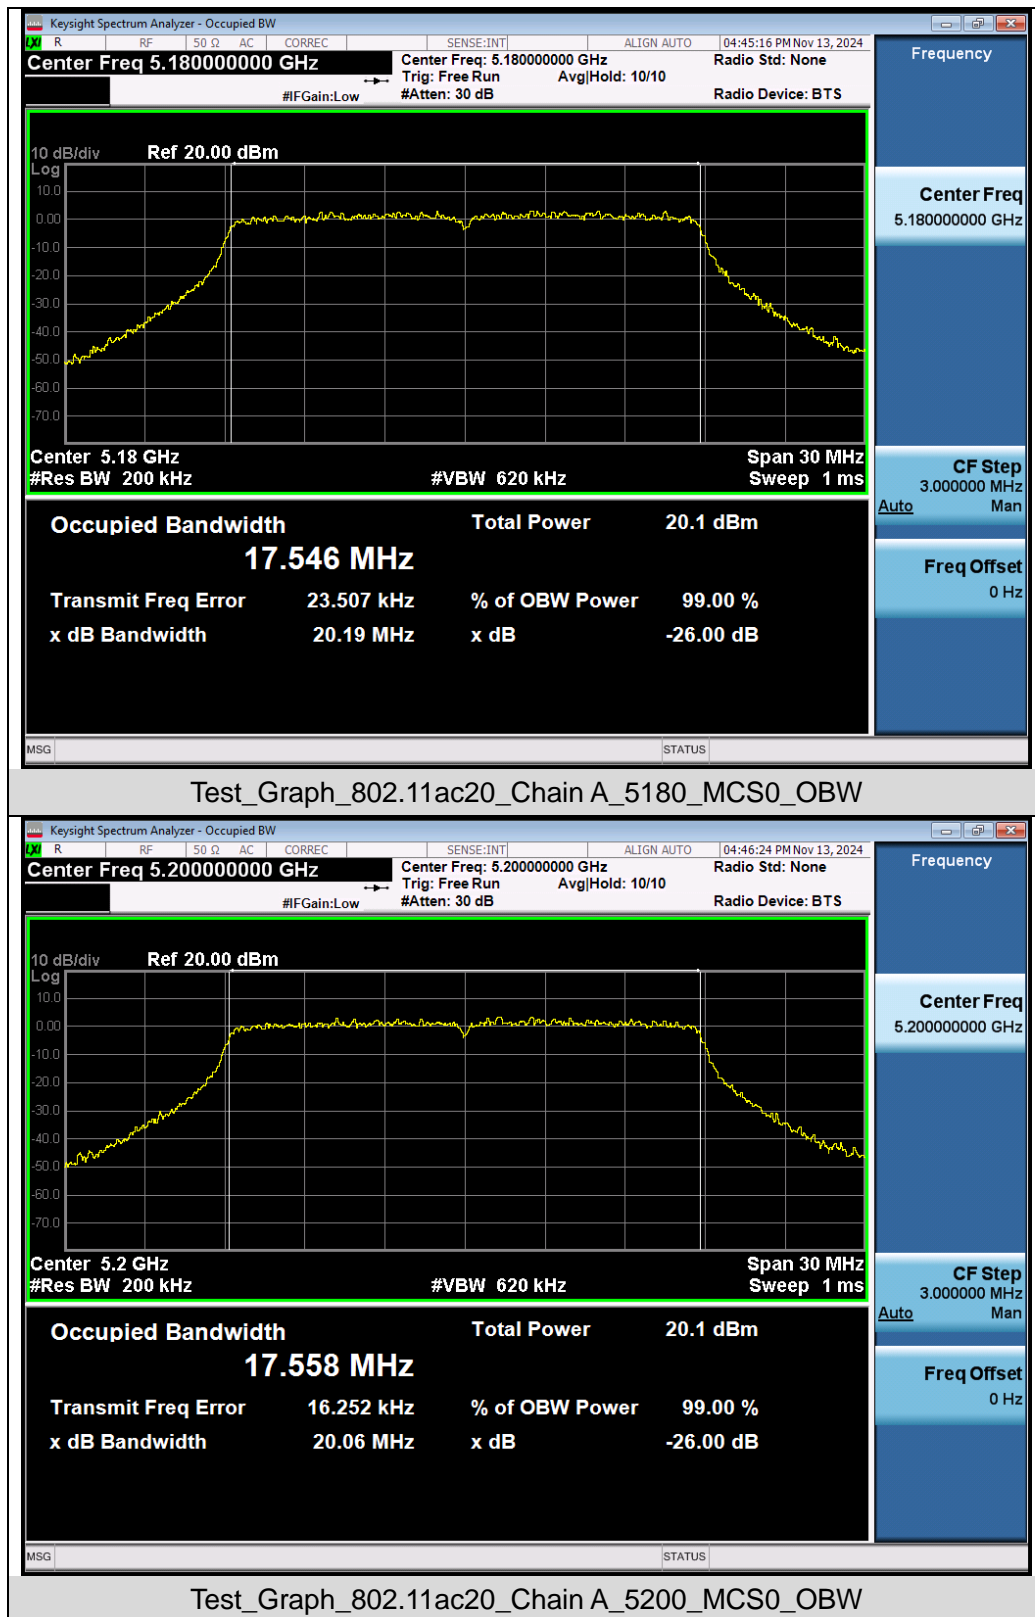 Keysight Spectrum Analyzer - Occupied BW
LXI R RF 50 Ω AC CORREC SENSE:INT ALIGN AUTO 04:45:16 PM Nov 13, 2024
Center Freq 5.180000000 GHz Center Freq: 5.180000000 GHz Radio Std: None
Trig: Free Run Avg|Hold: 10/10
#IFGain:Low #Atten: 30 dB Radio Device: BTS
Frequency
10 dB/div Ref 20.00 dBm
Log
10.0
0.00
-10.0
-20.0
-30.0
-40.0
-50.0
-60.0
-70.0
Center Freq
5.180000000 GHz
Center 5.18 GHz Span 30 MHz
#Res BW 200 kHz #VBW 620 kHz Sweep 1 ms
CF Step
3.000000 MHz
Auto Man
Freq Offset
0 Hz
Occupied Bandwidth Total Power 20.1 dBm
17.546 MHz
Transmit Freq Error 23.507 kHz % of OBW Power 99.00 %
x dB Bandwidth 20.19 MHz x dB -26.00 dB
MSG STATUS
Test_Graph_802.11ac20_Chain A_5180_MCS0_OBW
Keysight Spectrum Analyzer - Occupied BW
LXI R RF 50 Ω AC CORREC SENSE:INT ALIGN AUTO 04:46:24 PM Nov 13, 2024
Center Freq 5.200000000 GHz Center Freq: 5.200000000 GHz Radio Std: None
Trig: Free Run Avg|Hold: 10/10
#IFGain:Low #Atten: 30 dB Radio Device: BTS
Frequency
10 dB/div Ref 20.00 dBm
Log
10.0
0.00
-10.0
-20.0
-30.0
-40.0
-50.0
-60.0
-70.0
Center Freq
5.200000000 GHz
Center 5.2 GHz Span 30 MHz
#Res BW 200 kHz #VBW 620 kHz Sweep 1 ms
CF Step
3.000000 MHz
Auto Man
Freq Offset
0 Hz
Occupied Bandwidth Total Power 20.1 dBm
17.558 MHz
Transmit Freq Error 16.252 kHz % of OBW Power 99.00 %
x dB Bandwidth 20.06 MHz x dB -26.00 dB
MSG STATUS
Test_Graph_802.11ac20_Chain A_5200_MCS0_OBW